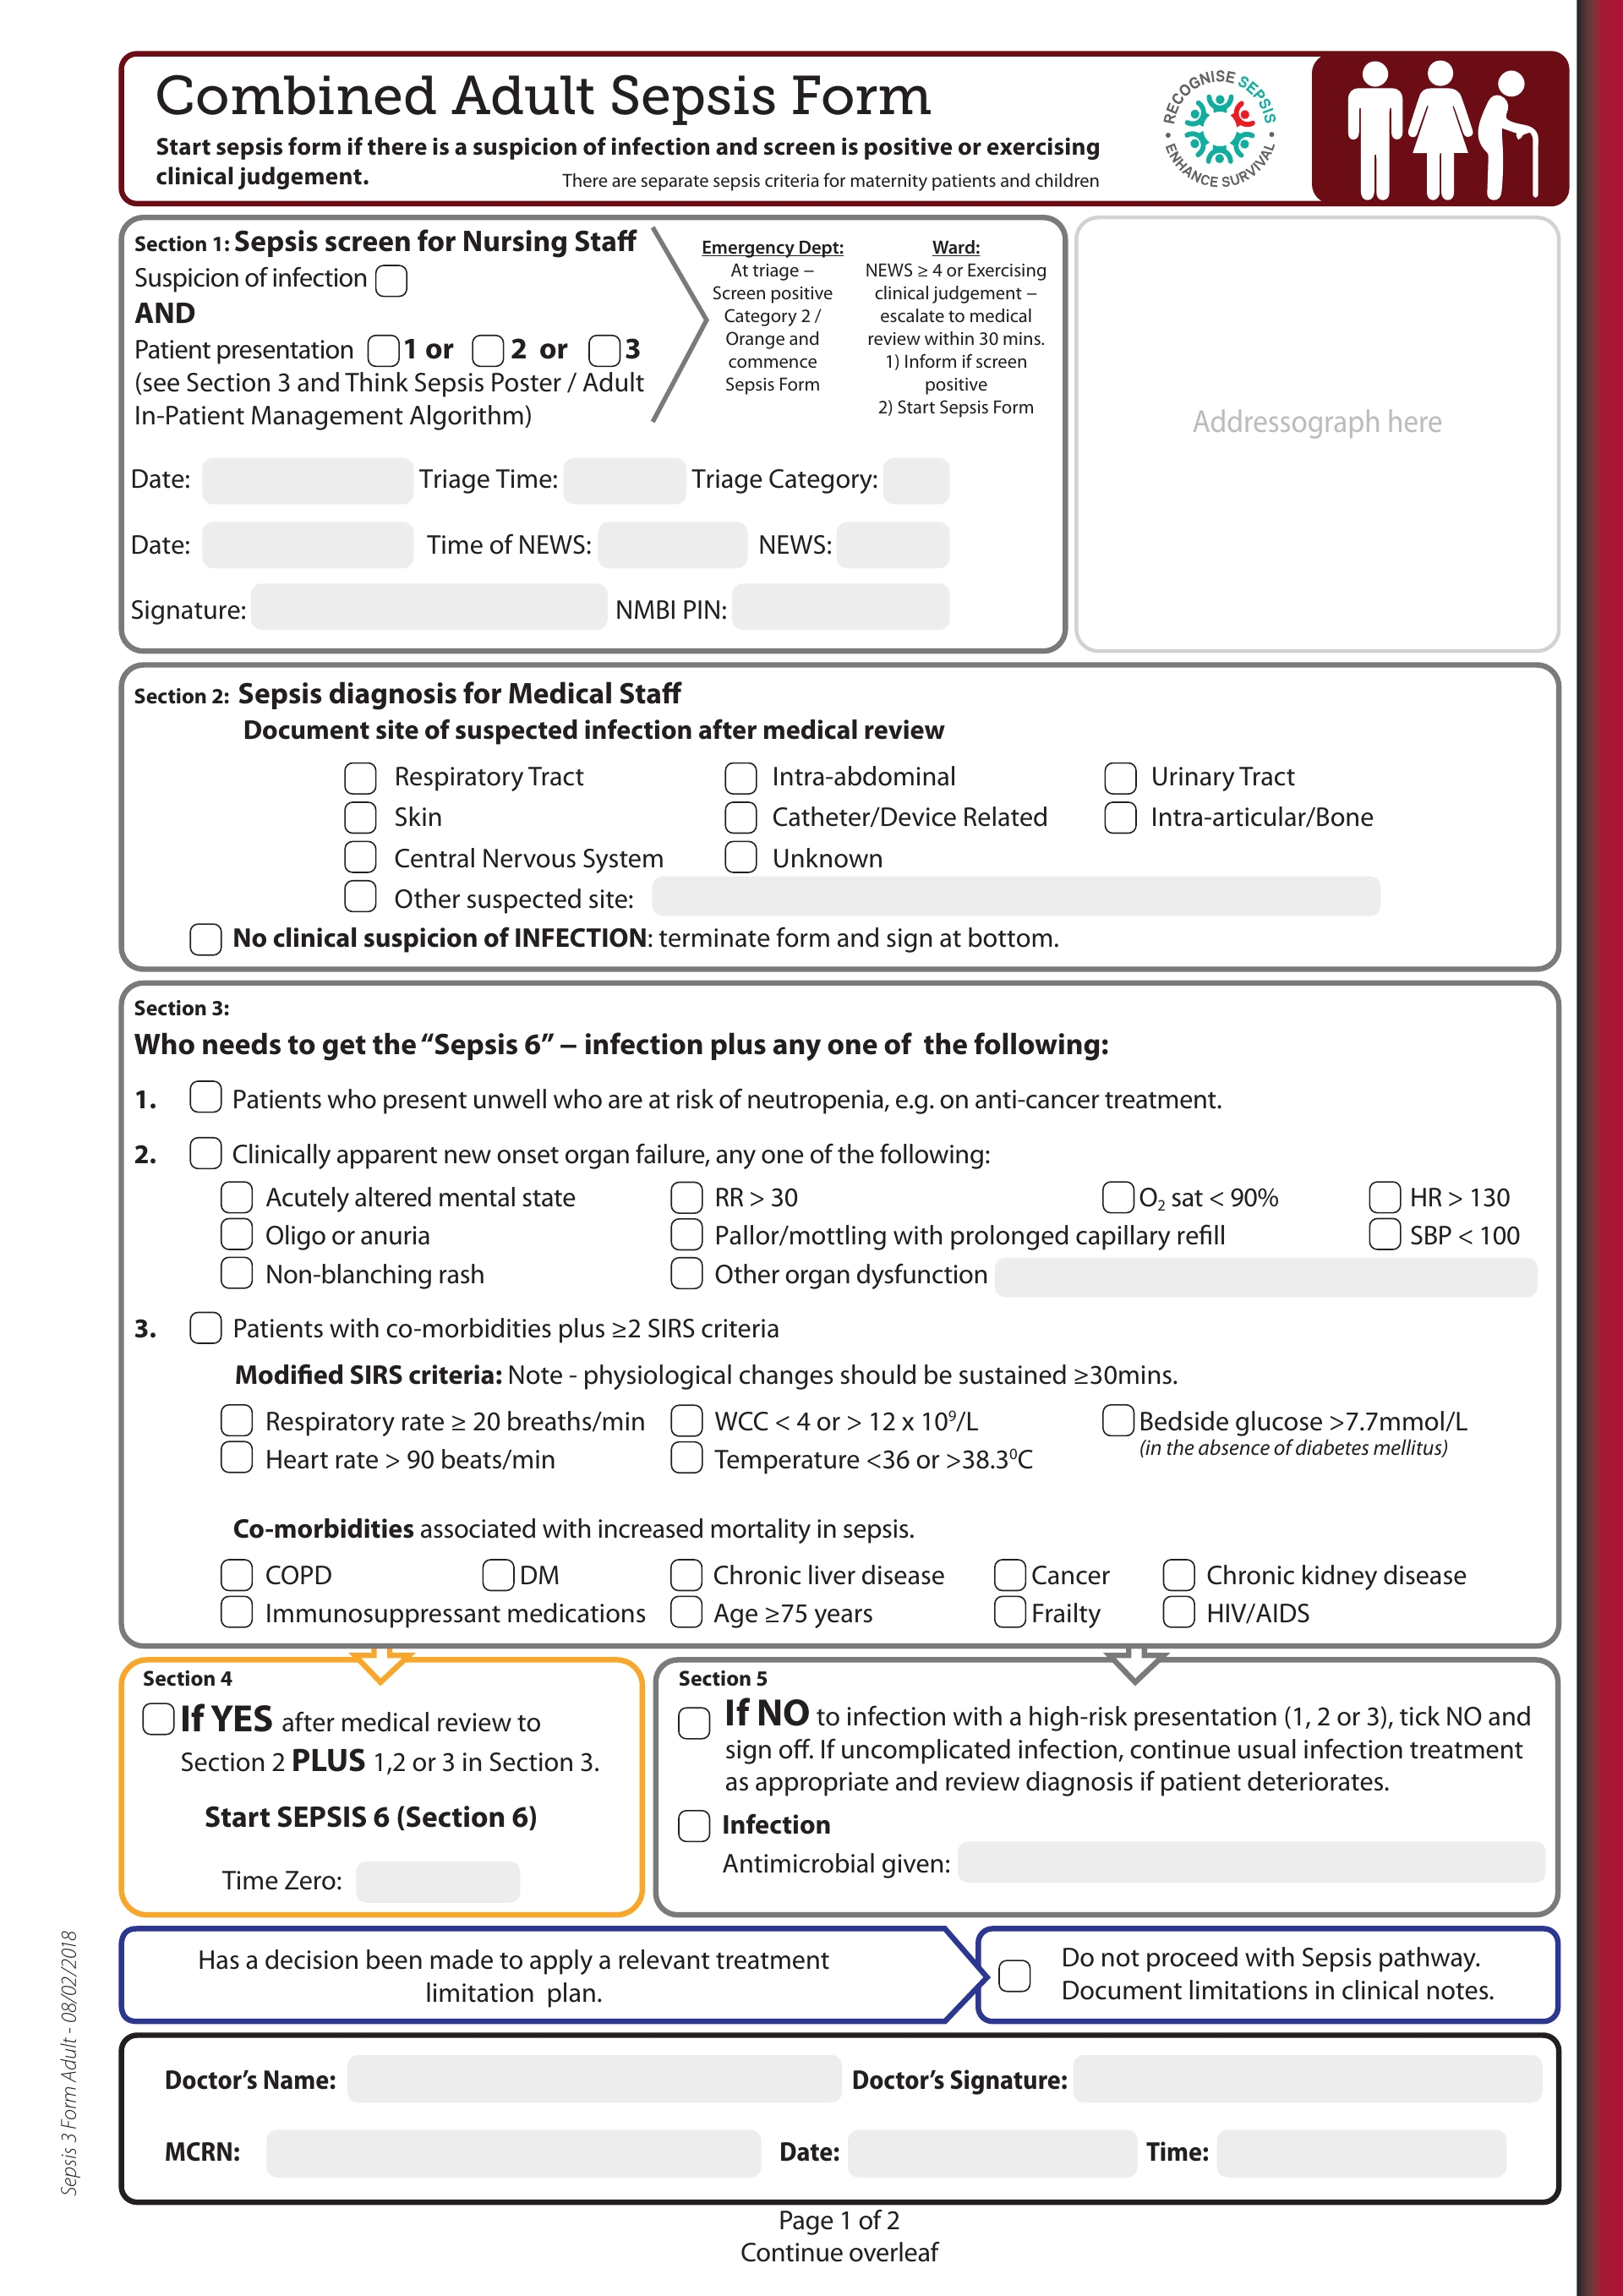 Combined Adult Sepsis Form
Start sepsis form if there is a suspicion of infection and screen is positive or exercising
clinical judgement.
There are separate sepsis criteria for maternity patients and children
RECOGNISE SEPSIS • ENHANCE SURVIVAL •
Section 1: Sepsis screen for Nursing Staff
Suspicion of infection
AND
Patient presentation 1 or 2 or 3
(see Section 3 and Think Sepsis Poster / Adult
In-Patient Management Algorithm)
Emergency Dept:
At triage –
Screen positive
Category 2 /
Orange and
commence
Sepsis Form
Ward:
NEWS ≥ 4 or Exercising
clinical judgement –
escalate to medical
review within 30 mins.
1) Inform if screen
positive
2) Start Sepsis Form
Addressograph here
Date: Triage Time: Triage Category:
Date: Time of NEWS: NEWS:
Signature: NMBI PIN:
Section 2: Sepsis diagnosis for Medical Staff
Document site of suspected infection after medical review
Respiratory Tract Intra-abdominal Urinary Tract
Skin Catheter/Device Related Intra-articular/Bone
Central Nervous System Unknown
Other suspected site:
No clinical suspicion of INFECTION: terminate form and sign at bottom.
Section 3:
Who needs to get the “Sepsis 6” – infection plus any one of the following:
1. Patients who present unwell who are at risk of neutropenia, e.g. on anti-cancer treatment.
2. Clinically apparent new onset organ failure, any one of the following:
Acutely altered mental state RR > 30 O₂ sat < 90% HR > 130
Oligo or anuria Pallor/mottling with prolonged capillary refill SBP < 100
Non-blanching rash Other organ dysfunction
3. Patients with co-morbidities plus ≥2 SIRS criteria
Modified SIRS criteria: Note - physiological changes should be sustained ≥30mins.
Respiratory rate ≥ 20 breaths/min WCC < 4 or > 12 x 10⁹/L Bedside glucose >7.7mmol/L
(in the absence of diabetes mellitus)
Heart rate > 90 beats/min Temperature <36 or >38.3⁰C
Co-morbidities associated with increased mortality in sepsis.
COPD DM Chronic liver disease Cancer Chronic kidney disease
Immunosuppressant medications Age ≥75 years Frailty HIV/AIDS
Section 4
If YES after medical review to
Section 2 PLUS 1,2 or 3 in Section 3.
Start SEPSIS 6 (Section 6)
Time Zero:
Section 5
If NO to infection with a high-risk presentation (1, 2 or 3), tick NO and
sign off. If uncomplicated infection, continue usual infection treatment
as appropriate and review diagnosis if patient deteriorates.
Infection
Antimicrobial given:
Has a decision been made to apply a relevant treatment
limitation plan.
Do not proceed with Sepsis pathway.
Document limitations in clinical notes.
Doctor’s Name: Doctor’s Signature:
MCRN: Date: Time:
Sepsis 3 Form Adult - 08/02/2018
Page 1 of 2
Continue overleaf